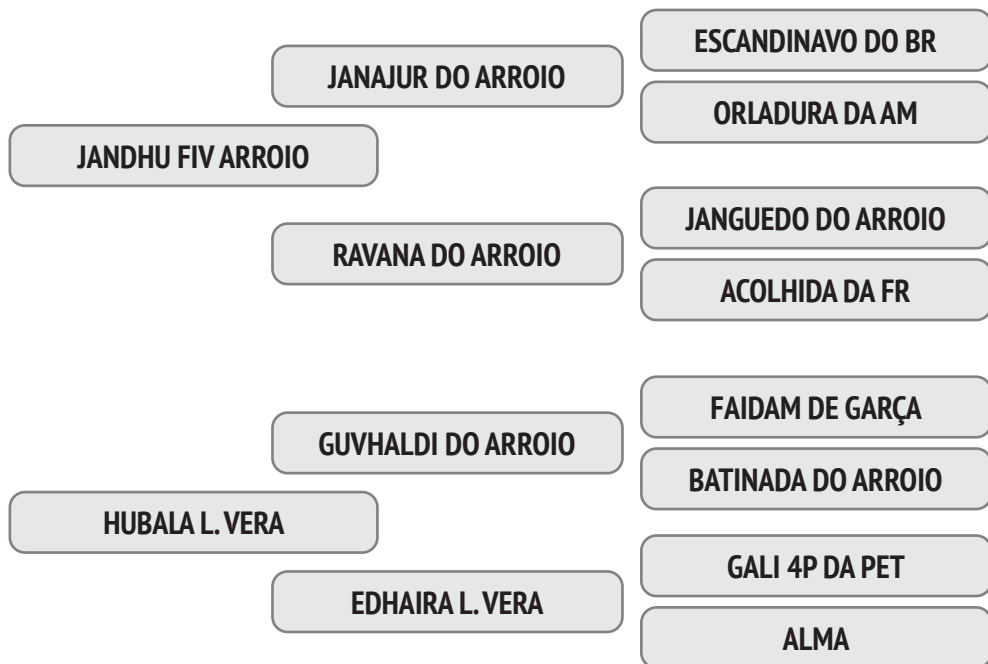 ESCANDINAVO DO BR
JANAJUR DO ARROIO
ORLADURA DA AM
JANDHU FIV ARROIO
JANGUEDO DO ARROIO
RAVANA DO ARROIO
ACOLHIDA DA FR
FAIDAM DE GARÇA
GUVHALDI DO ARROIO
BATINADA DO ARROIO
HUBALA L. VERA
GALI 4P DA PET
EDHAIRA L. VERA
ALMA